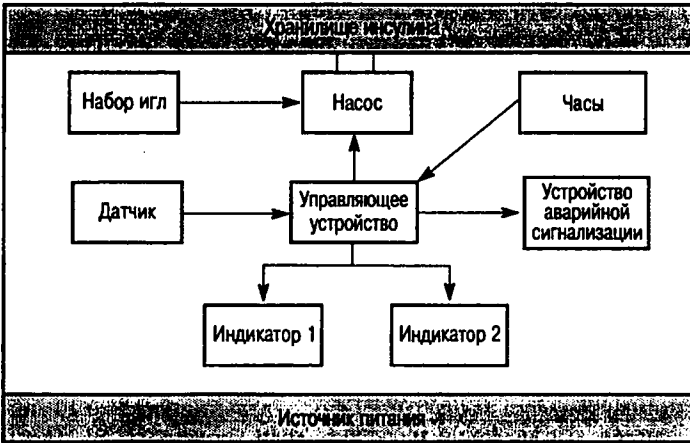 Хранилище инсулина
Набор игл
Насос
Часы
Датчик
Управляющее
устройство
Устройство
аварийной
сигнализации
Индикатор 1
Индикатор 2
Источник питания